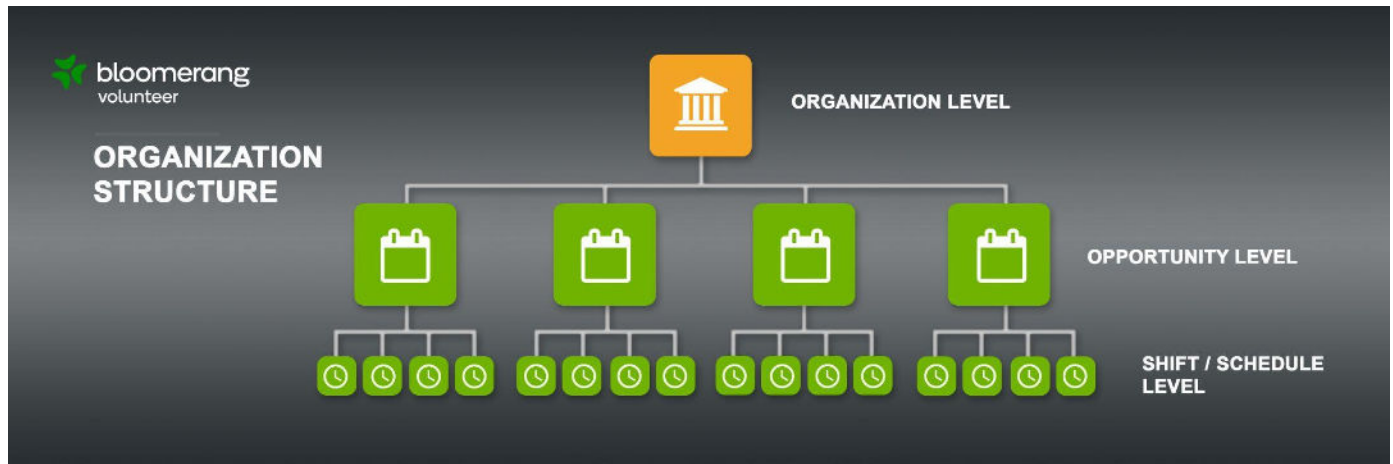 bloomerang
volunteer
ORGANIZATION
STRUCTURE
ORGANIZATION LEVEL
OPPORTUNITY LEVEL
SHIFT / SCHEDULE
LEVEL